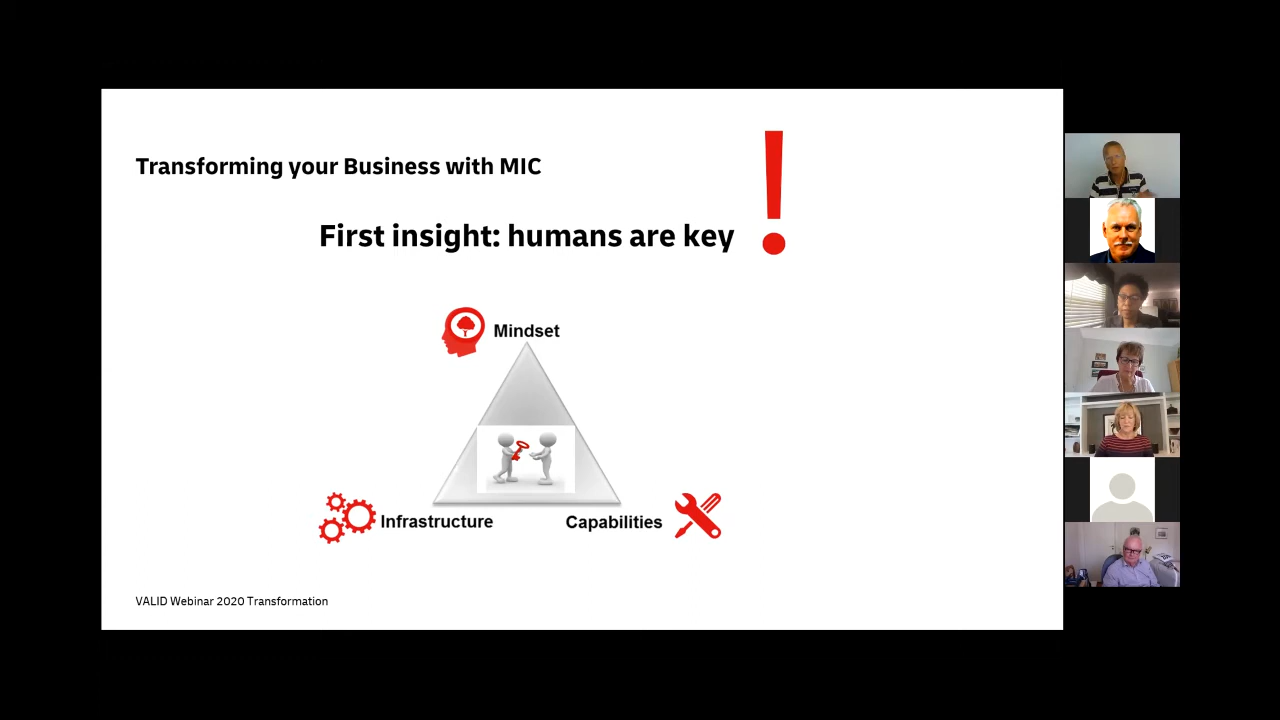 Transforming your Business with MIC
First insight: humans are key
!
Mindset
Infrastructure
Capabilities
VALID Webinar 2020 Transformation